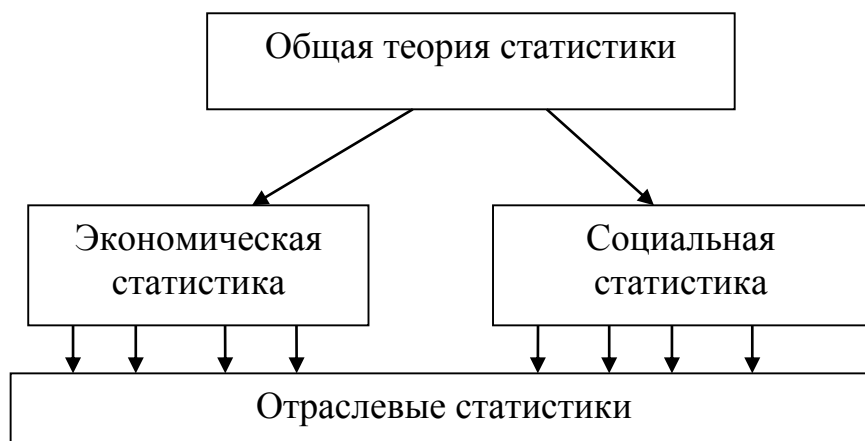 Общая теория статистики
Экономическая
статистика
Социальная
статистика
Отраслевые статистики